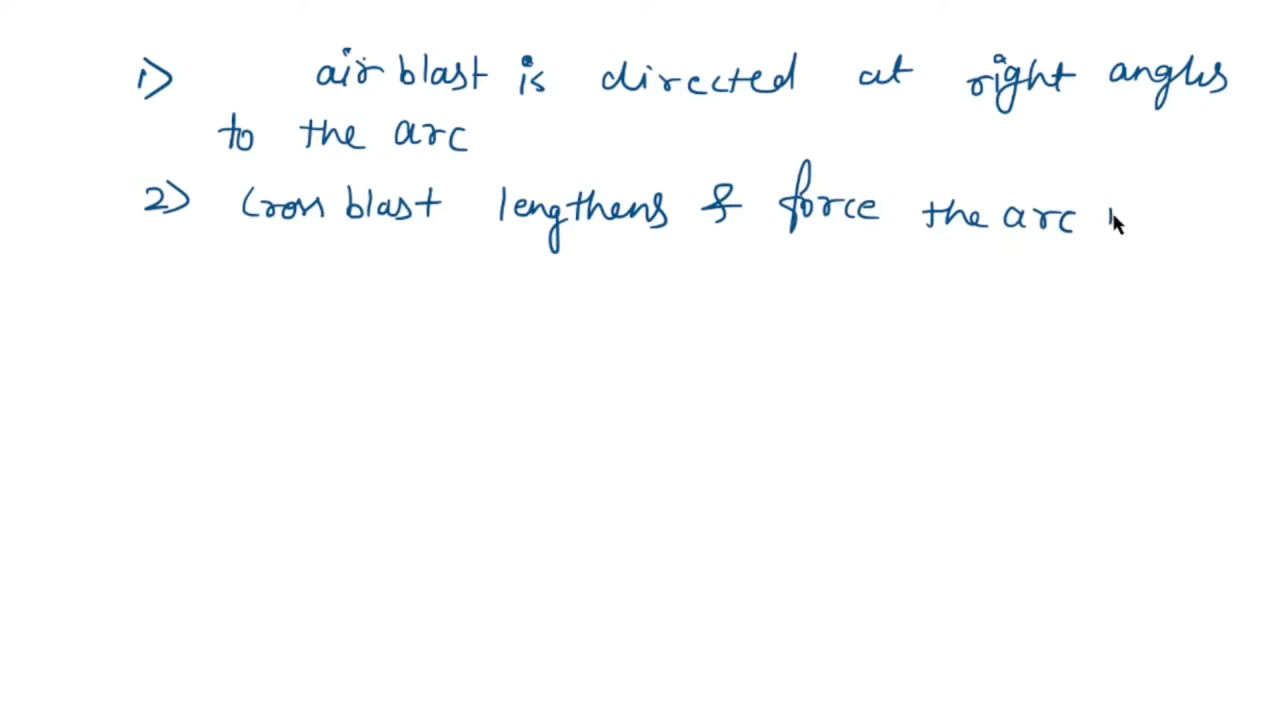 1) air blast is directed at right angles
to the arc
2) Cross blast lengthens & force the arc